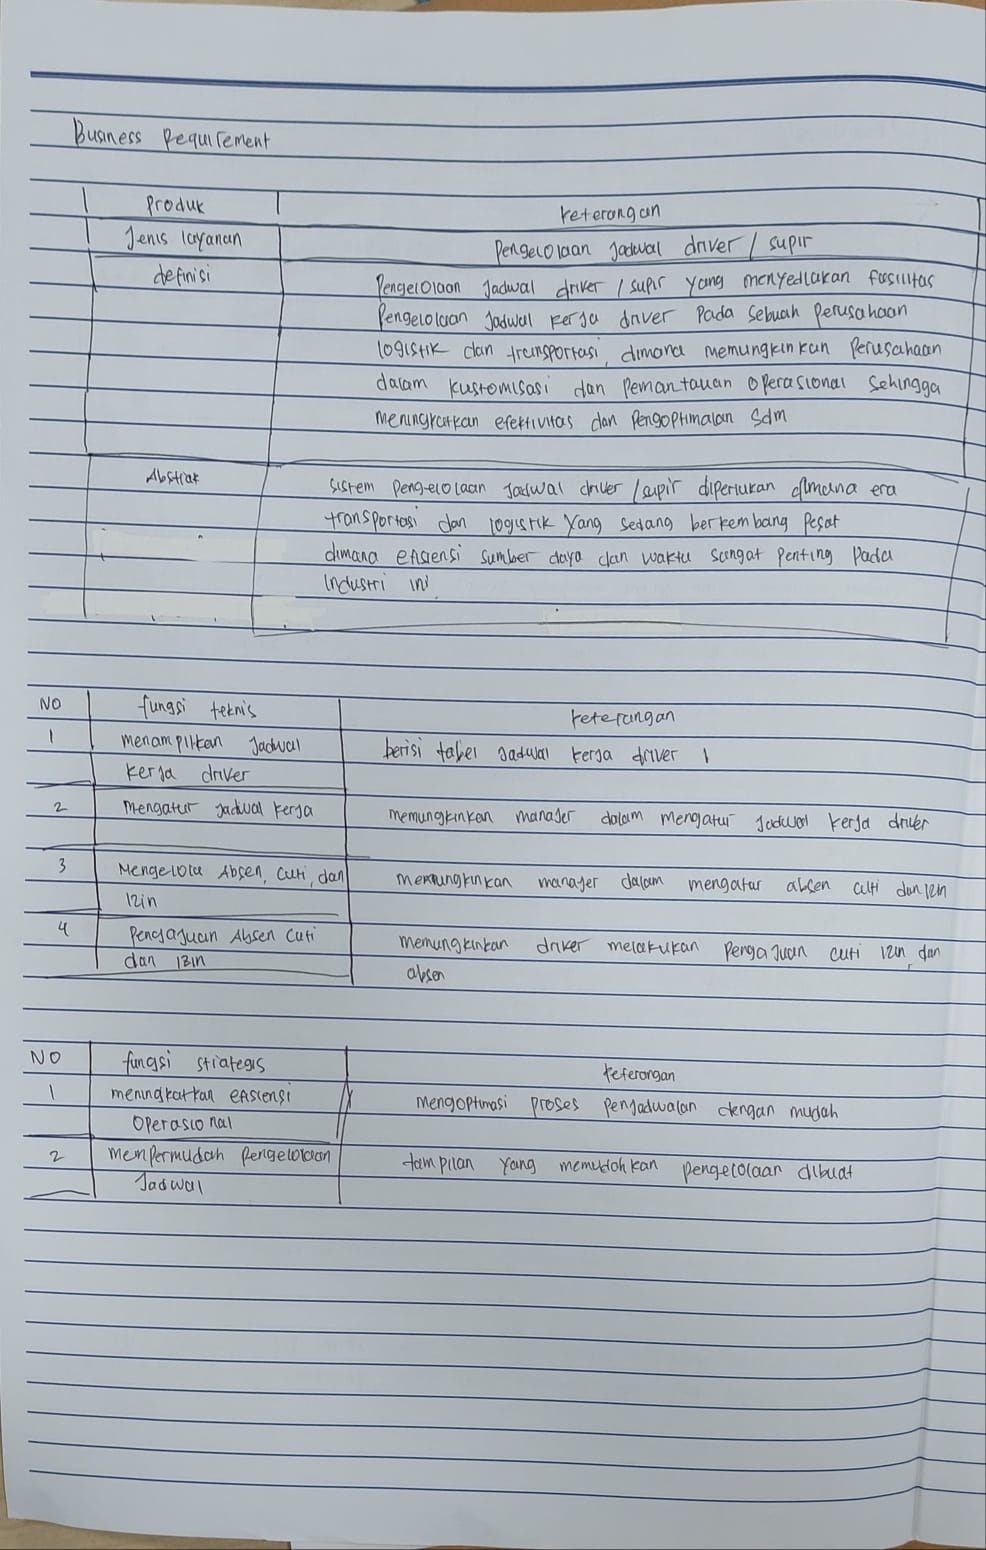 Business Requirement
Produk keterangan
Jenis layanan Pengelolaan Jadwal driver / supir
definisi Pengelolaan Jadwal driver / supir yang menyediakan fasilitas
Pengelolaan Jadwal kerja driver Pada sebuah Perusahaan
logistik dan transportasi, dimana memungkinkan Perusahaan
dalam kustomisasi dan Pemantauan Operasional sehingga
meningkatkan efektivitas dan Pengoptimalan Sdm
Abstrak sistem Pengelolaan Jadwal driver / supir diperlukan dimana era
transportasi dan logistik Yang sedang berkembang Pesat
dimana efisiensi sumber daya dan waktu sangat Penting Pada
Industri ini.
NO fungsi teknis keterangan
1 menampilkan Jadwal berisi tabel Jadwal kerja driver
kerja driver
2 mengatur Jadwal kerja memungkinkan manajer dalam mengatur Jadwal kerja driver
3 Mengelola Absen, Cuti, dan memungkinkan manajer dalam mengatur absen cuti dan izin
Izin
4 Pengajuan Absen Cuti memungkinkan driver melakukan Pengajuan cuti izin, dan
dan Izin absen
NO fungsi strategis keterangan
1 meningkatkan efisiensi Mengoptimasi Proses Penjadwalan dengan mudah
Operasional
2 mempermudah Pengelolaan tampilan yang memudahkan pengelolaan dibuat
Jadwal